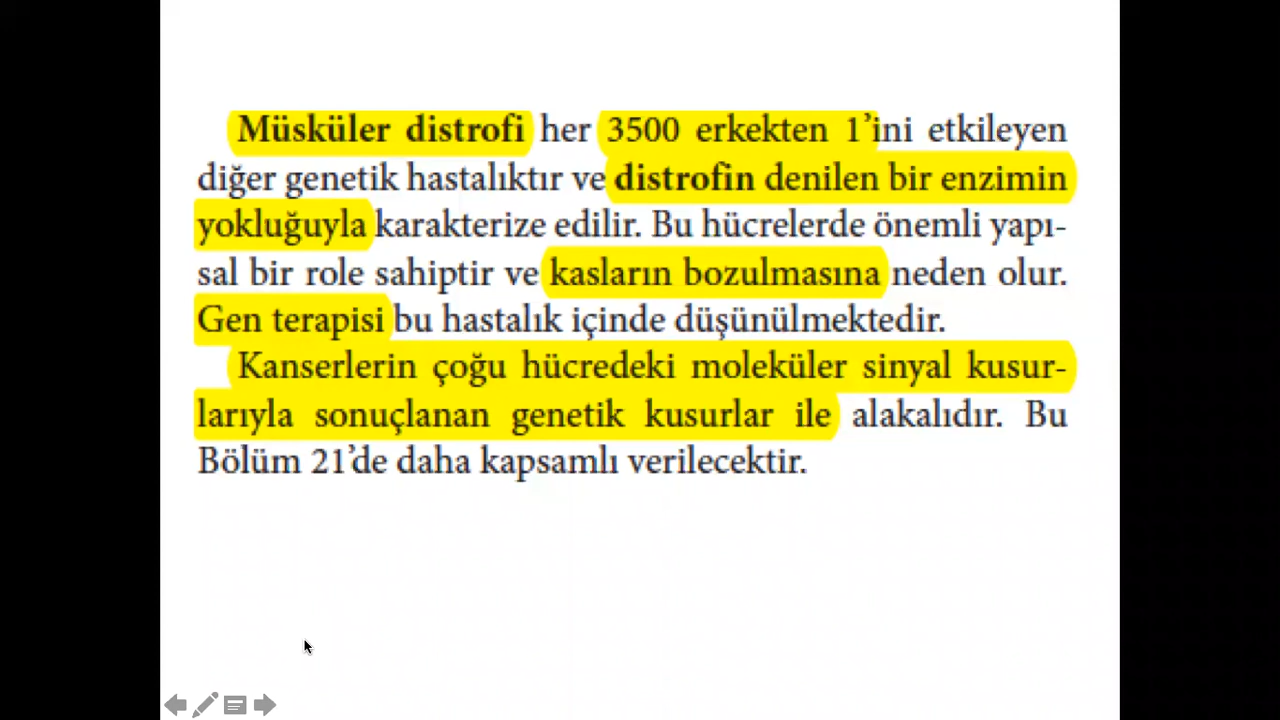 Müsküler distrofi her 3500 erkekten 1’ini etkileyen
diğer genetik hastalıktır ve distrofin denilen bir enzimin
yokluğuyla karakterize edilir. Bu hücrelerde önemli yapı-
sal bir role sahiptir ve kasların bozulmasına neden olur.
Gen terapisi bu hastalık içinde düşünülmektedir.
Kanserlerin çoğu hücredeki moleküler sinyal kusur-
larıyla sonuçlanan genetik kusurlar ile alakalıdır. Bu
Bölüm 21’de daha kapsamlı verilecektir.